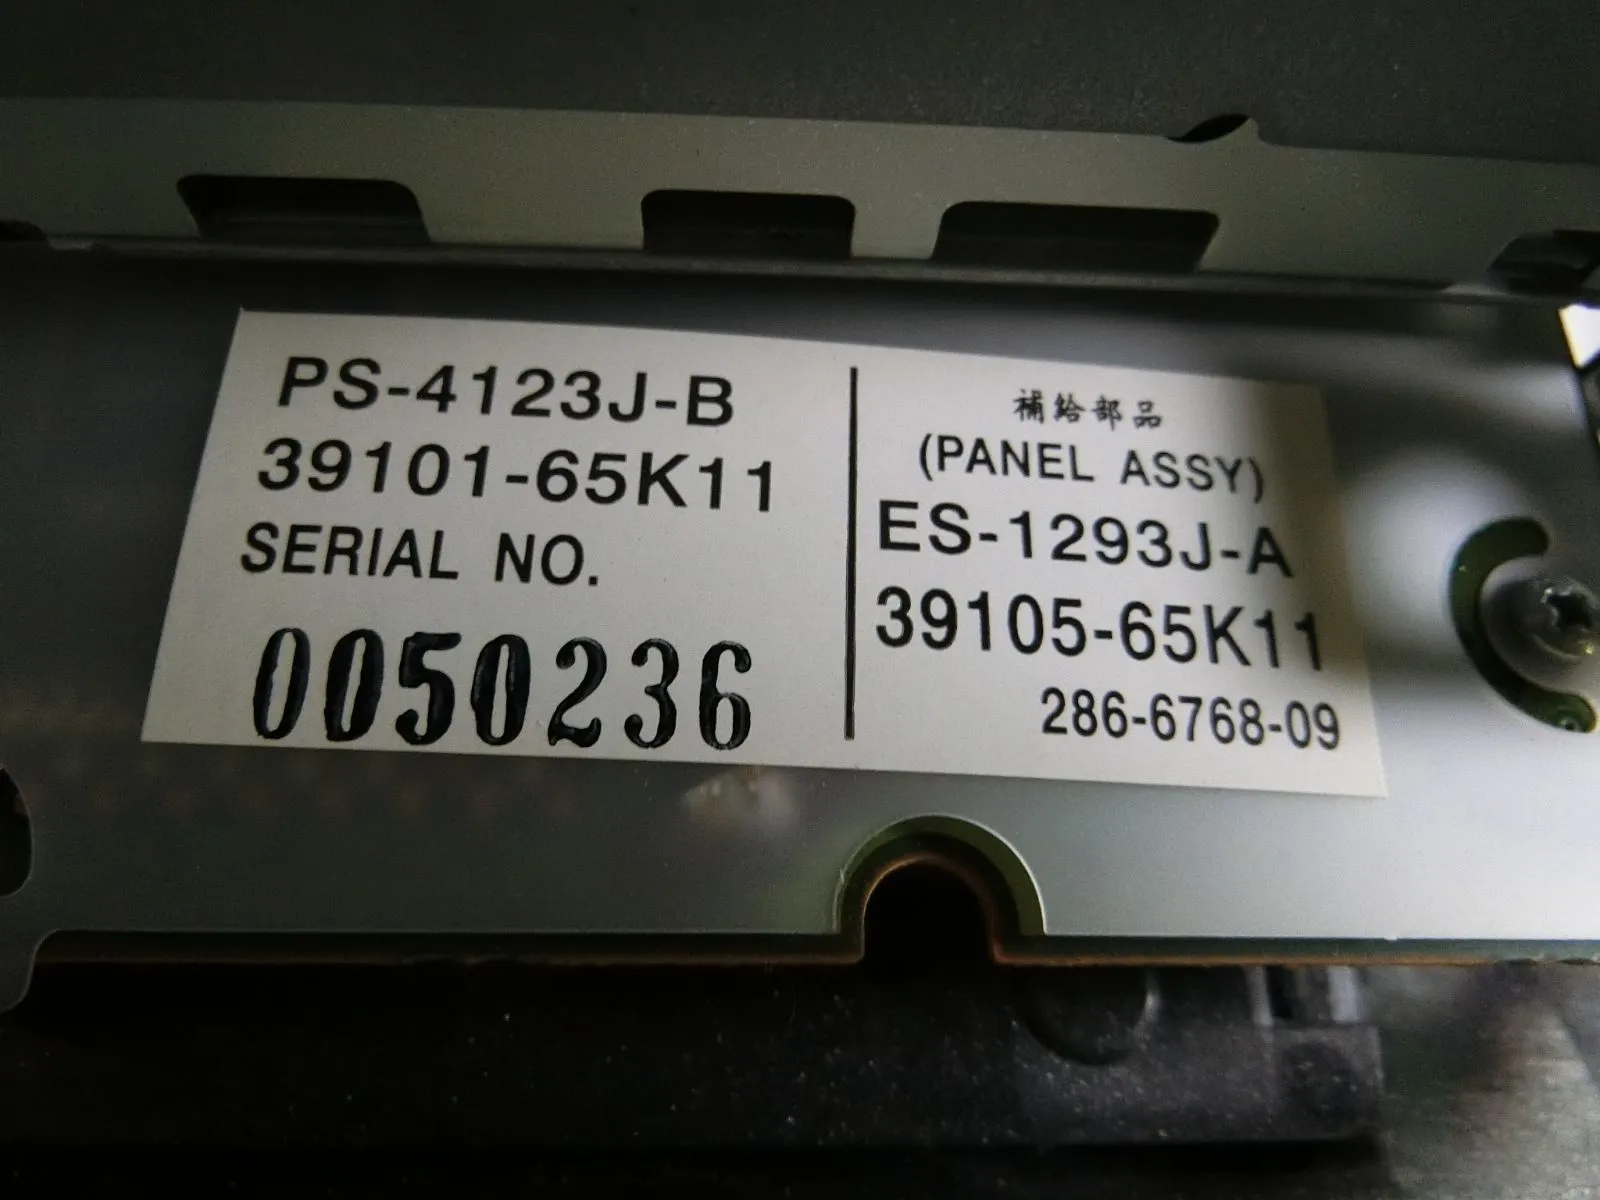 PS-4123J-B
39101-65K11
SERIAL NO.
0050236
補給部品
(PANEL ASSY)
ES-1293J-A
39105-65K11
286-6768-09